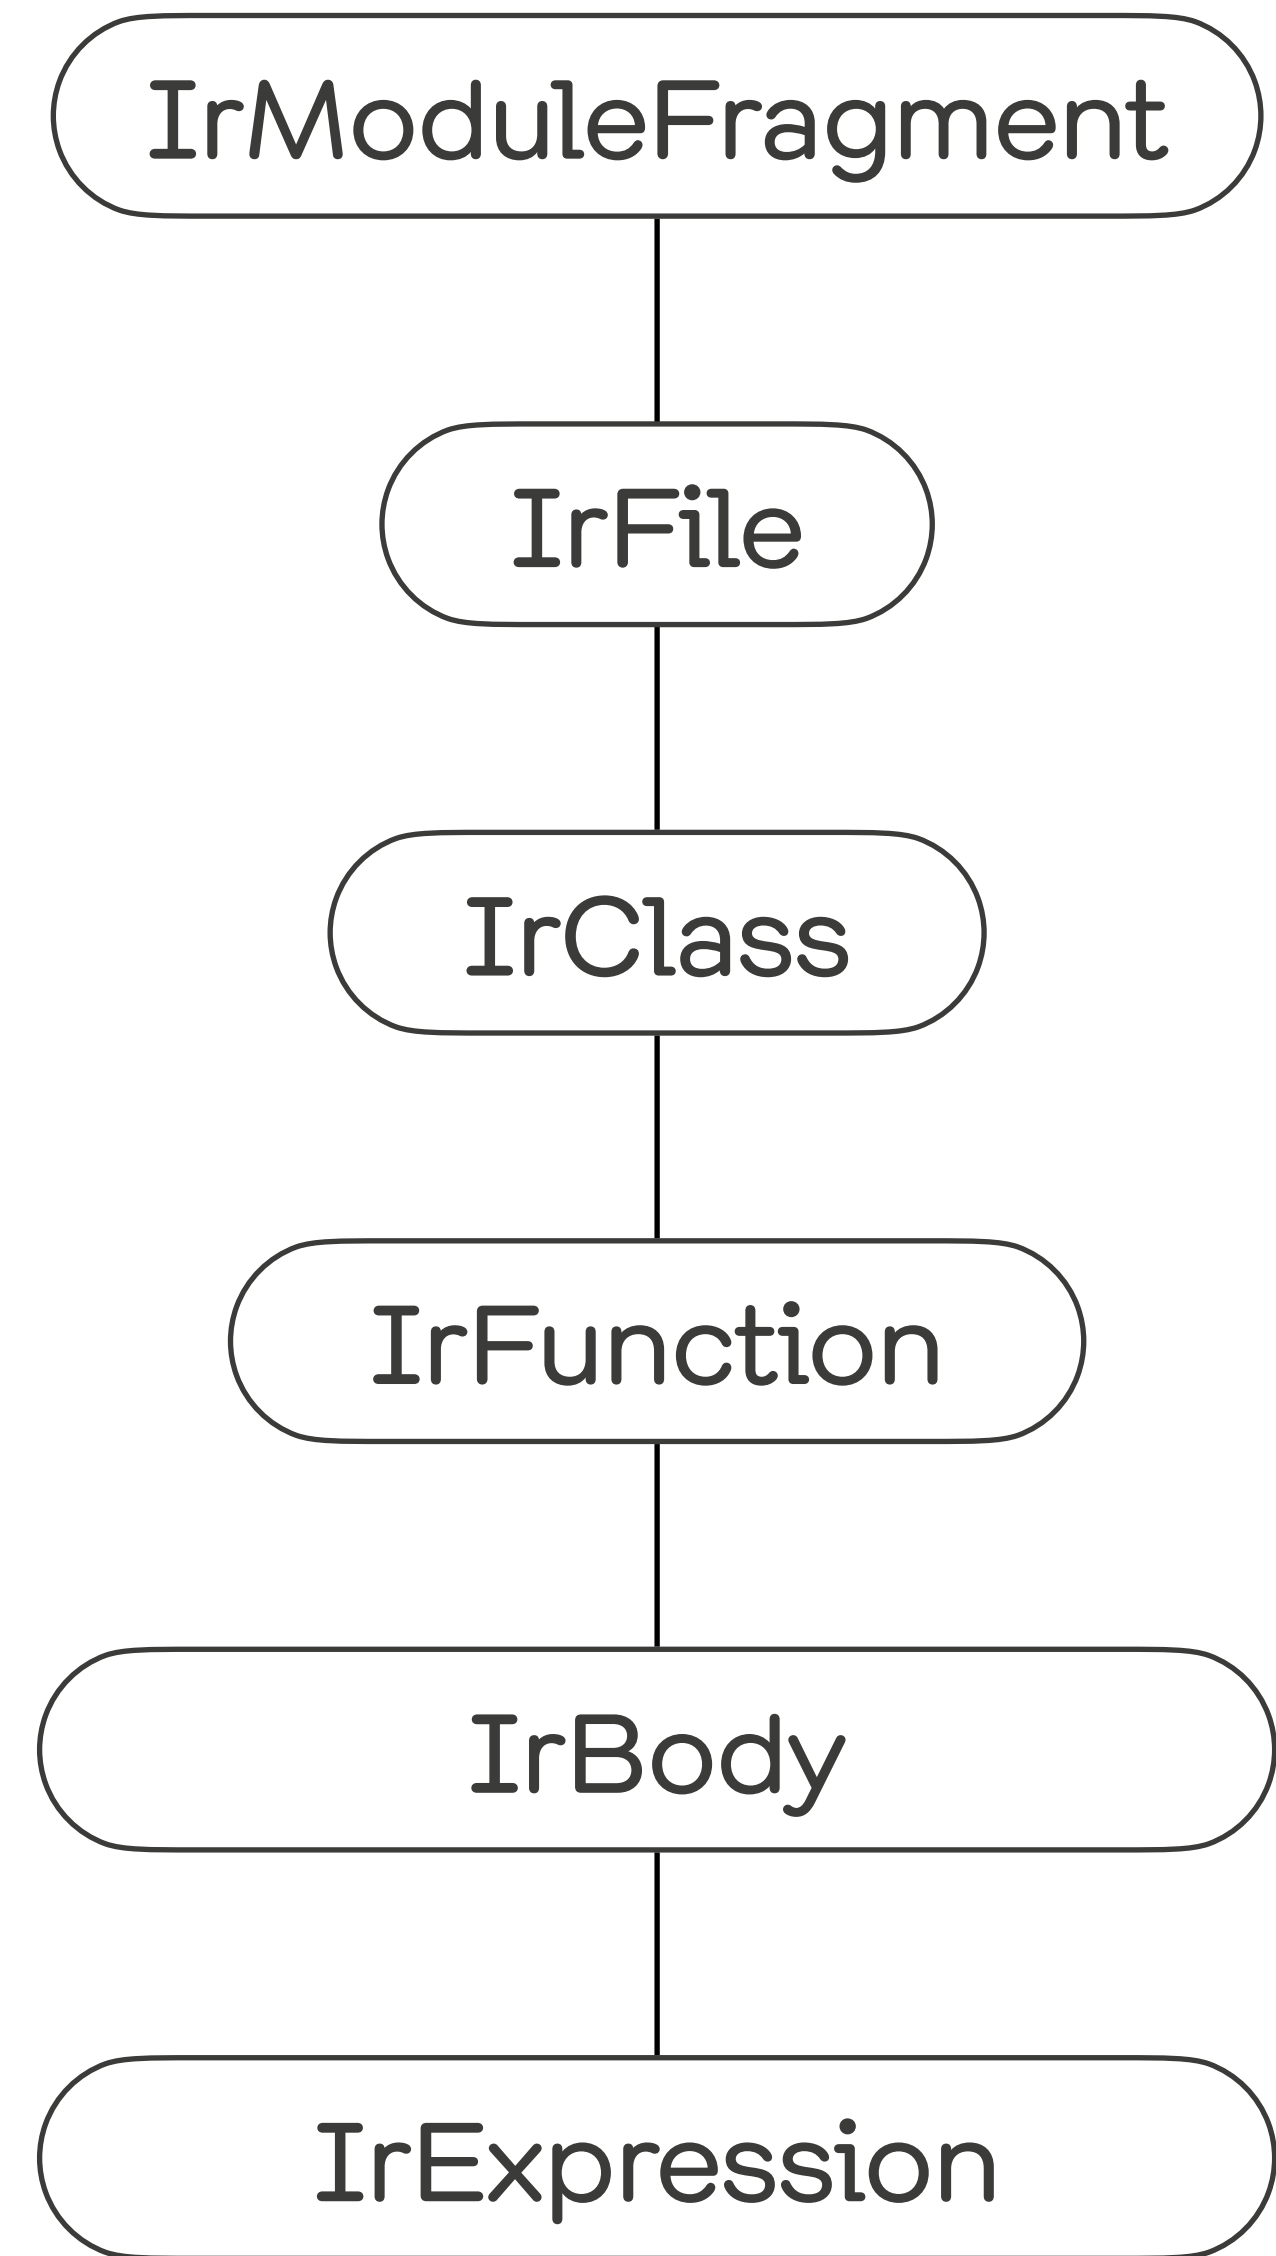 IrModuleFragment
IrFile
IrClass
IrFunction
IrBody
IrExpression